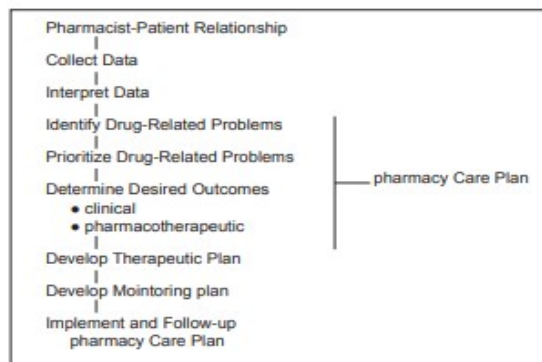 Pharmacist-Patient Relationship
Collect Data
Interpret Data
Identify Drug-Related Problems
Prioritize Drug-Related Problems
Determine Desired Outcomes
• clinical
• pharmacotherapeutic
Develop Therapeutic Plan
Develop Mointoring plan
Implement and Follow-up
pharmacy Care Plan
pharmacy Care Plan